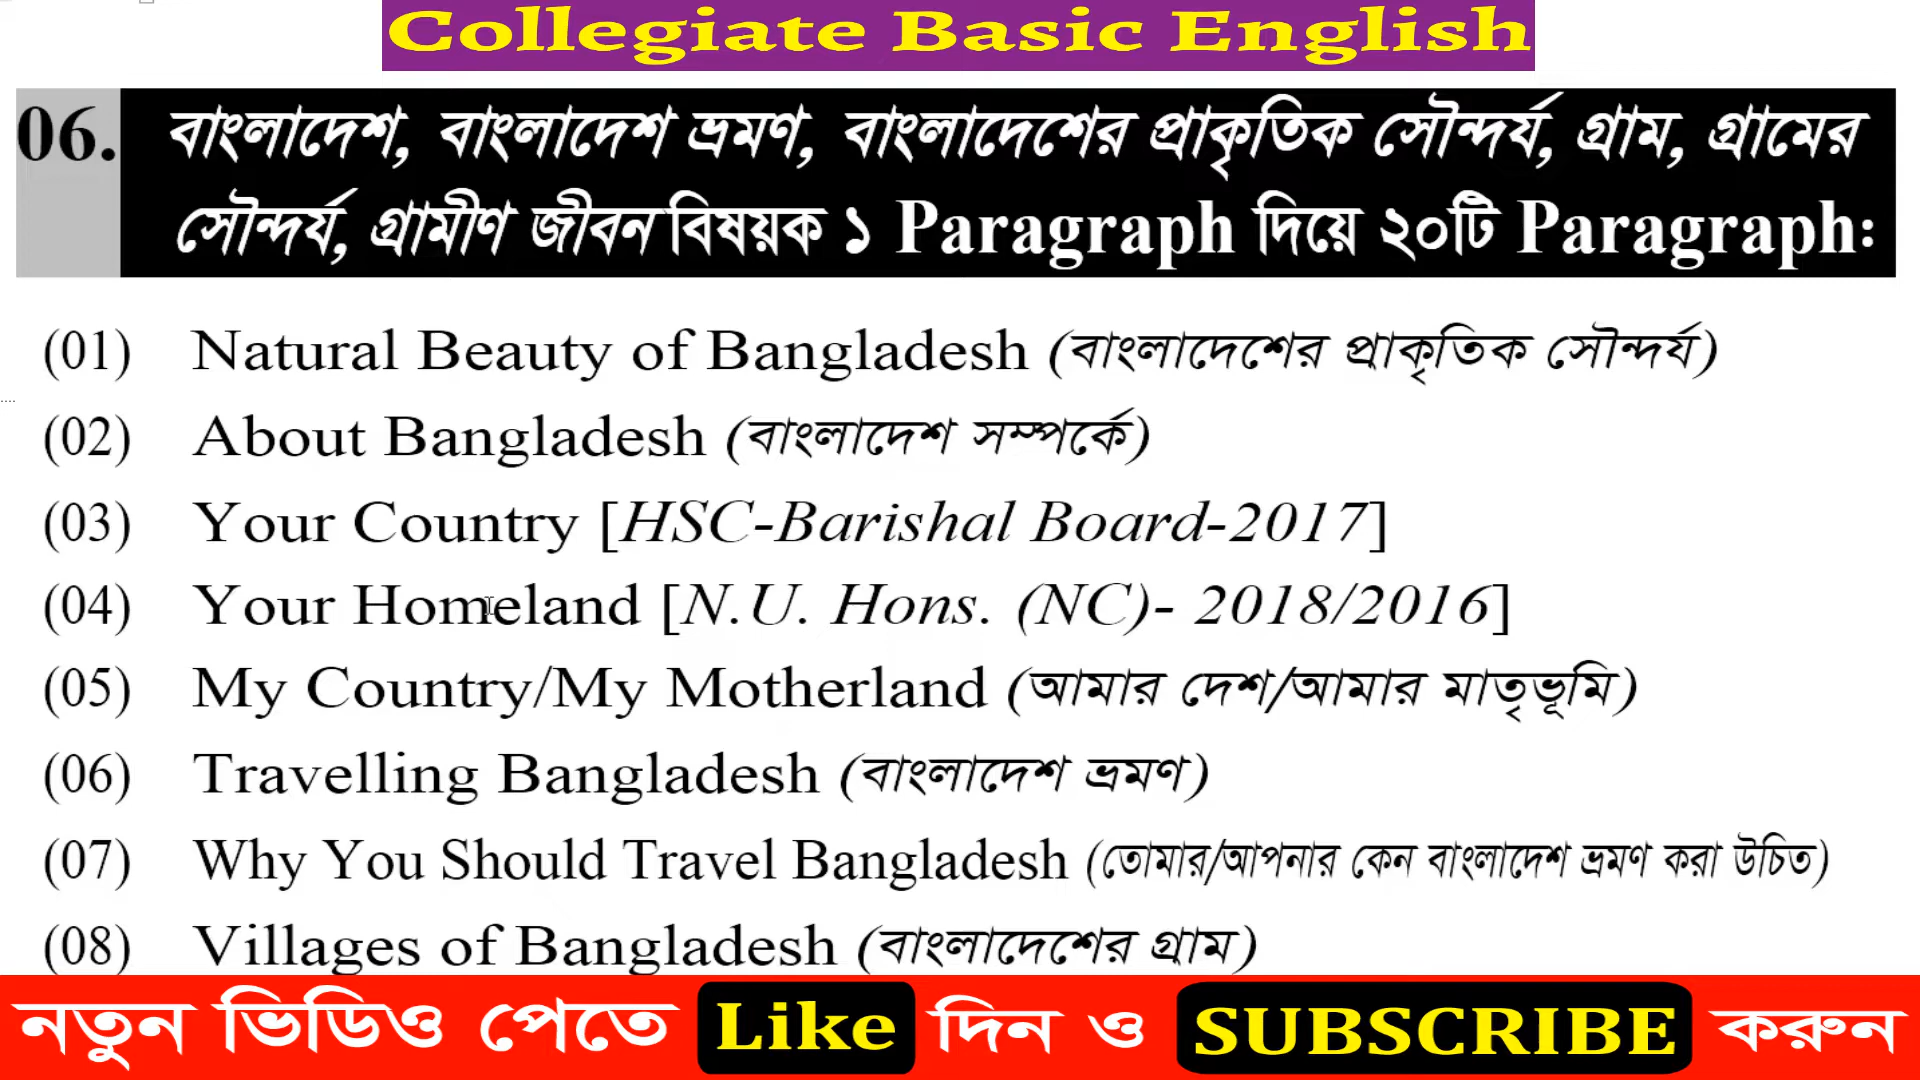 Collegiate Basic English
06. বাংলাদেশ, বাংলাদেশ ভ্রমণ, বাংলাদেশের প্রাকৃতিক সৌন্দর্য, গ্রাম, গ্রামের
সৌন্দর্য, গ্রামীণ জীবন বিষয়ক ১ Paragraph দিয়ে ২০টি Paragraph:
(01) Natural Beauty of Bangladesh (বাংলাদেশের প্রাকৃতিক সৌন্দর্য)
(02) About Bangladesh (বাংলাদেশ সম্পর্কে)
(03) Your Country [HSC-Barishal Board-2017]
(04) Your Homeland [N.U. Hons. (NC)- 2018/2016]
(05) My Country/My Motherland (আমার দেশ/আমার মাতৃভূমি)
(06) Travelling Bangladesh (বাংলাদেশ ভ্রমণ)
(07) Why You Should Travel Bangladesh (তোমার/আপনার কেন বাংলাদেশ ভ্রমণ করা উচিত)
(08) Villages of Bangladesh (বাংলাদেশের গ্রাম)
নতুন ভিডিও পেতে Like দিন ও SUBSCRIBE করুন